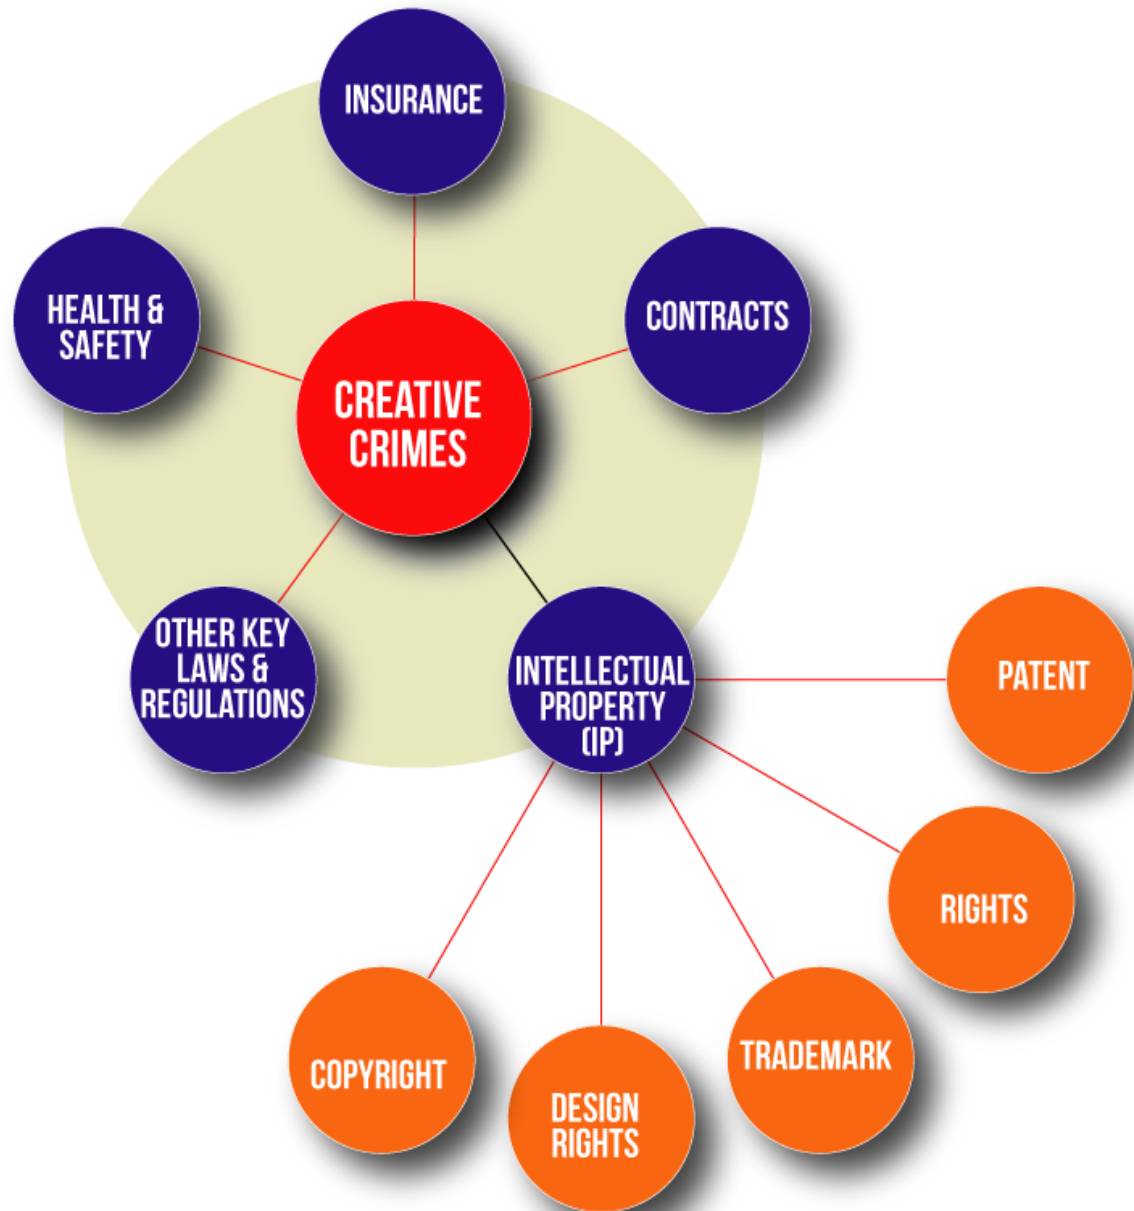 INSURANCE
HEALTH &
SAFETY
CONTRACTS
CREATIVE
CRIMES
OTHER KEY
LAWS &
REGULATIONS
INTELLECTUAL
PROPERTY
(IP)
PATENT
RIGHTS
TRADEMARK
COPYRIGHT
DESIGN
RIGHTS